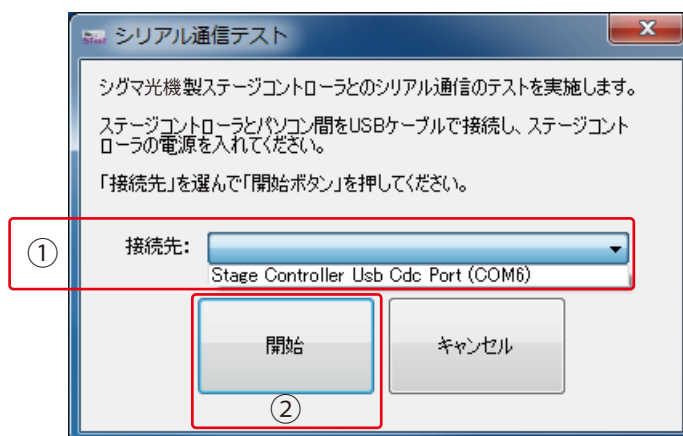 シリアル通信テスト
シグマ光機製ステージコントローラとのシリアル通信のテストを実施します。
ステージコントローラとパソコン間をUSBケーブルで接続し、ステージコント
ローラの電源を入れてください。
「接続先」を選んで「開始ボタン」を押してください。
① 接続先:
Stage Controller Usb Cdc Port (COM6)
開始 キャンセル
②